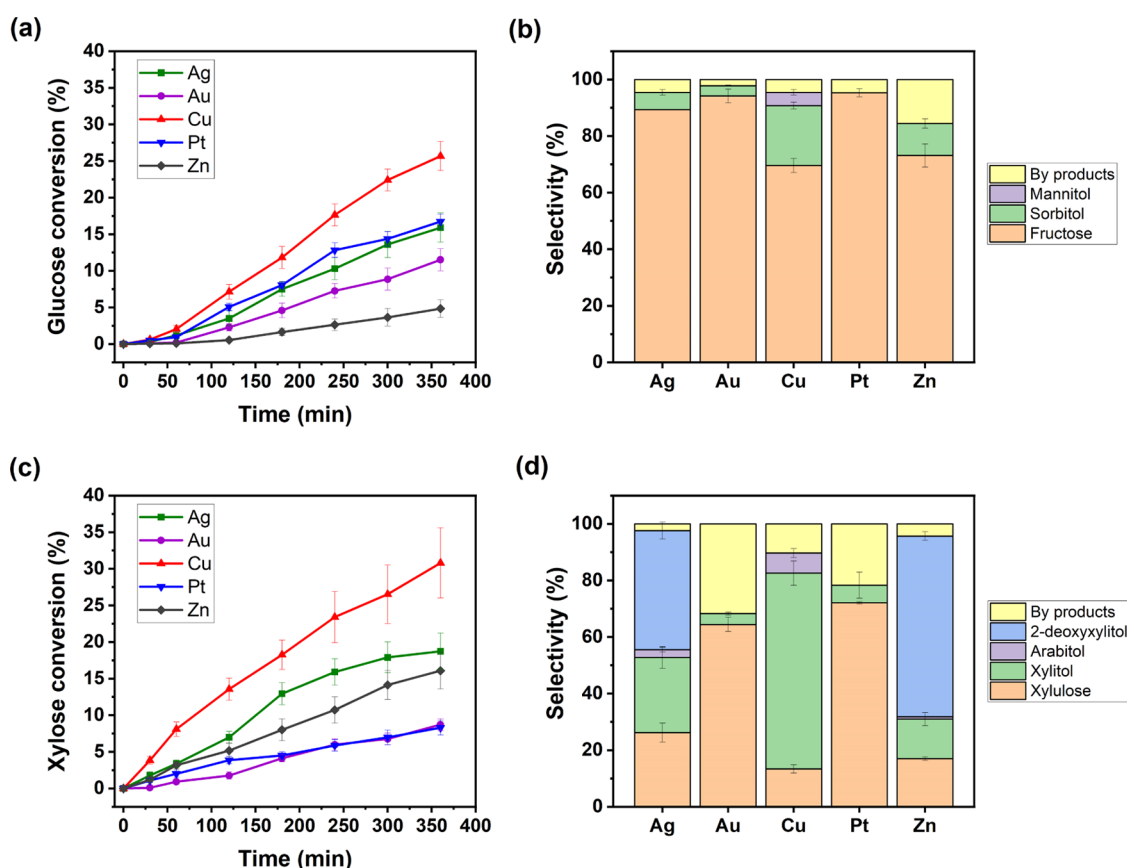 (a)
Glucose conversion (%)
40
35
30
25
20
15
10
5
0
Ag
Au
Cu
Pt
Zn
0 50 100 150 200 250 300 350 400
Time (min)
(b)
Selectivity (%)
100
80
60
40
20
0
Ag Au Cu Pt Zn
By products
Mannitol
Sorbitol
Fructose
(c)
Xylose conversion (%)
40
35
30
25
20
15
10
5
0
Ag
Au
Cu
Pt
Zn
0 50 100 150 200 250 300 350 400
Time (min)
(d)
Selectivity (%)
100
80
60
40
20
0
Ag Au Cu Pt Zn
By products
2-deoxyxylitol
Arabitol
Xylitol
Xylulose